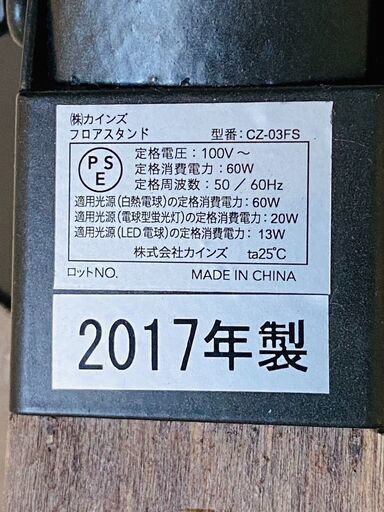 ㈱カインズ
フロアスタンド 型番：CZ-03FS
PSE
定格電圧：100V～
定格消費電力：60W
定格周波数：50／60Hz
適用光源（白熱電球）の定格消費電力：60W
適用光源（電球型蛍光灯）の定格消費電力：20W
適用光源（LED電球）の定格消費電力：13W
株式会社カインズ ta25℃
ロットNO. MADE IN CHINA
2017年製